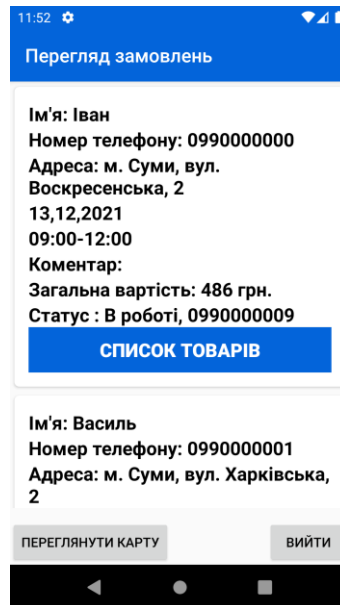 11:52
Перегляд замовлень
Ім'я: Іван
Номер телефону: 0990000000
Адреса: м. Суми, вул.
Воскресенська, 2
13,12,2021
09:00-12:00
Коментар:
Загальна вартість: 486 грн.
Статус : В роботі, 0990000009
СПИСОК ТОВАРІВ
Ім'я: Василь
Номер телефону: 0990000001
Адреса: м. Суми, вул. Харківська,
2
ПЕРЕГЛЯНУТИ КАРТУ
ВИЙТИ